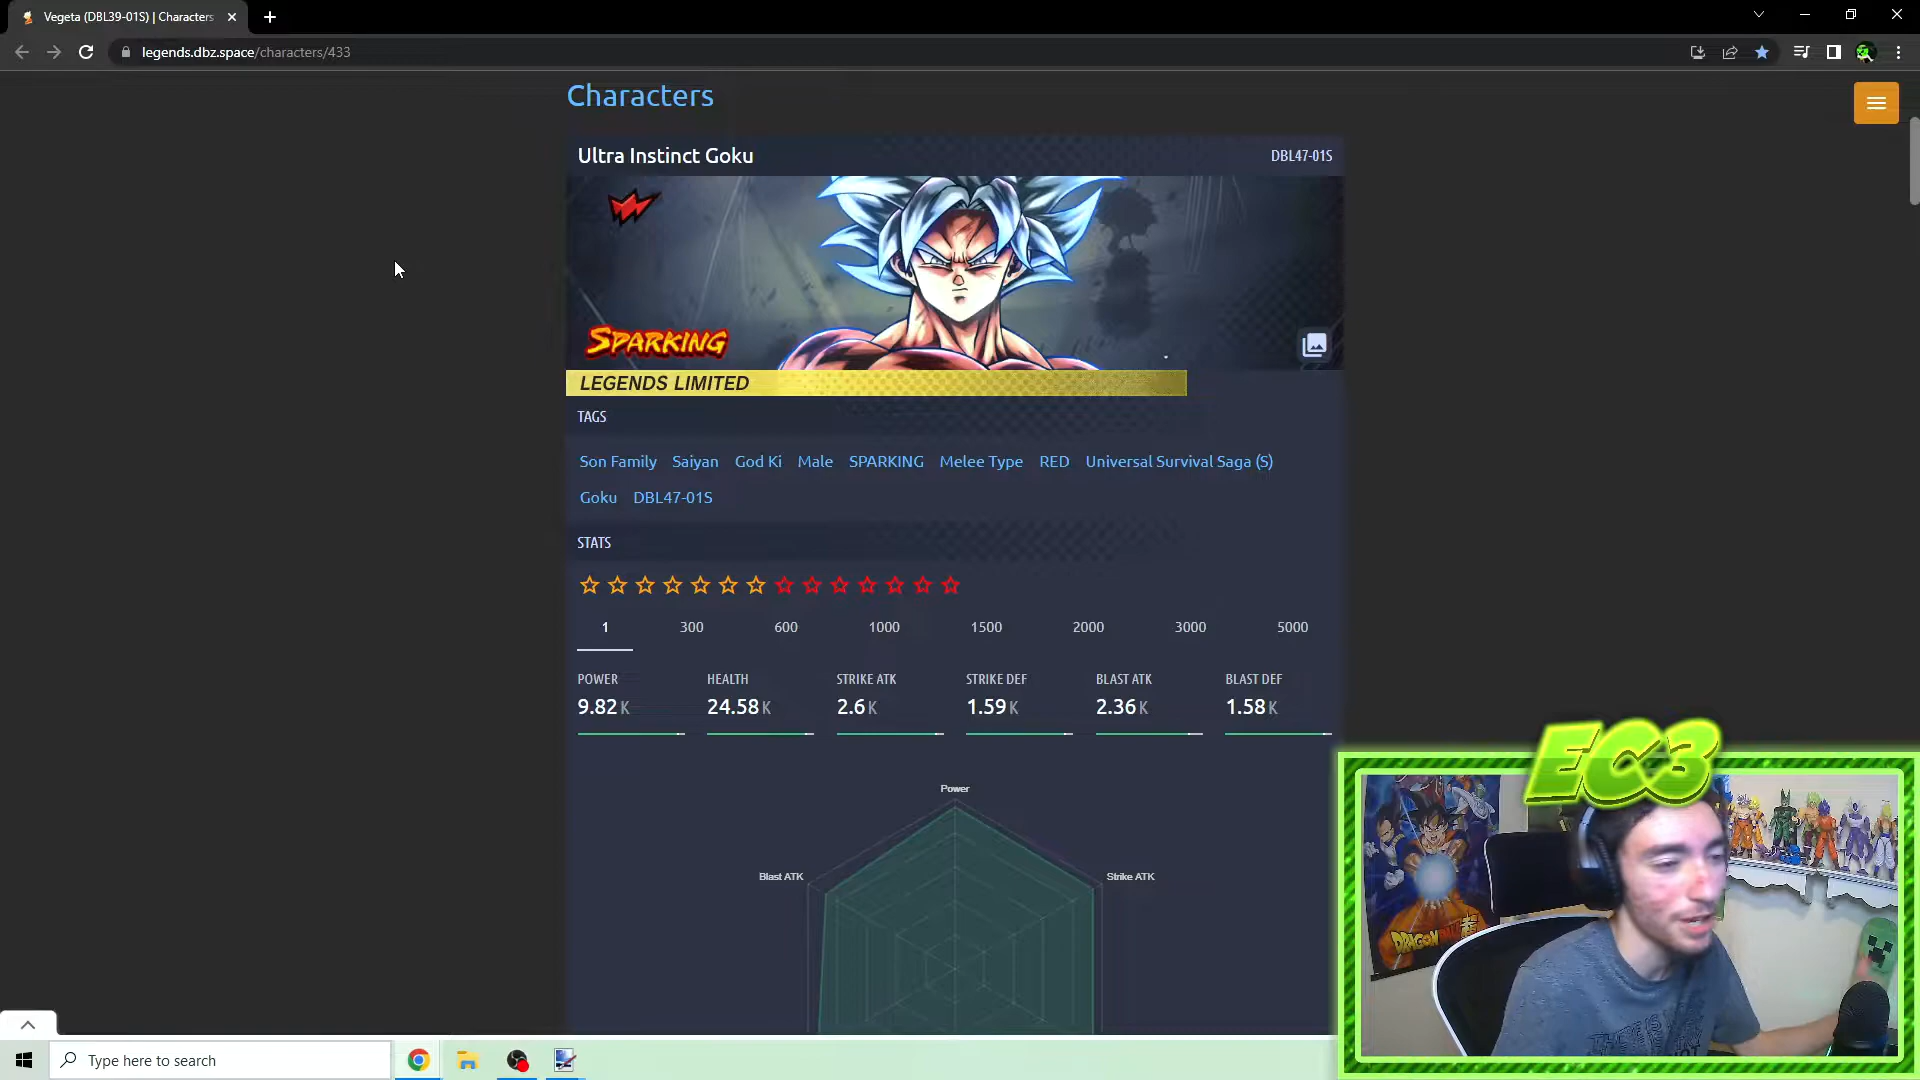 Vegeta (DBL39-01S) | Characters
legends.dbz.space/characters/433
Characters
Ultra Instinct Goku DBL47-01S
SPARKING
LEGENDS LIMITED
TAGS
Son Family Saiyan God Ki Male SPARKING Melee Type RED Universal Survival Saga (S)
Goku DBL47-01S
STATS
1 300 600 1000 1500 2000 3000 5000
POWER HEALTH STRIKE ATK STRIKE DEF BLAST ATK BLAST DEF
9.82 K 24.58 K 2.6 K 1.59 K 2.36 K 1.58 K
Power
Blast ATK Strike ATK
EC3
DRAGON BALL
Type here to search